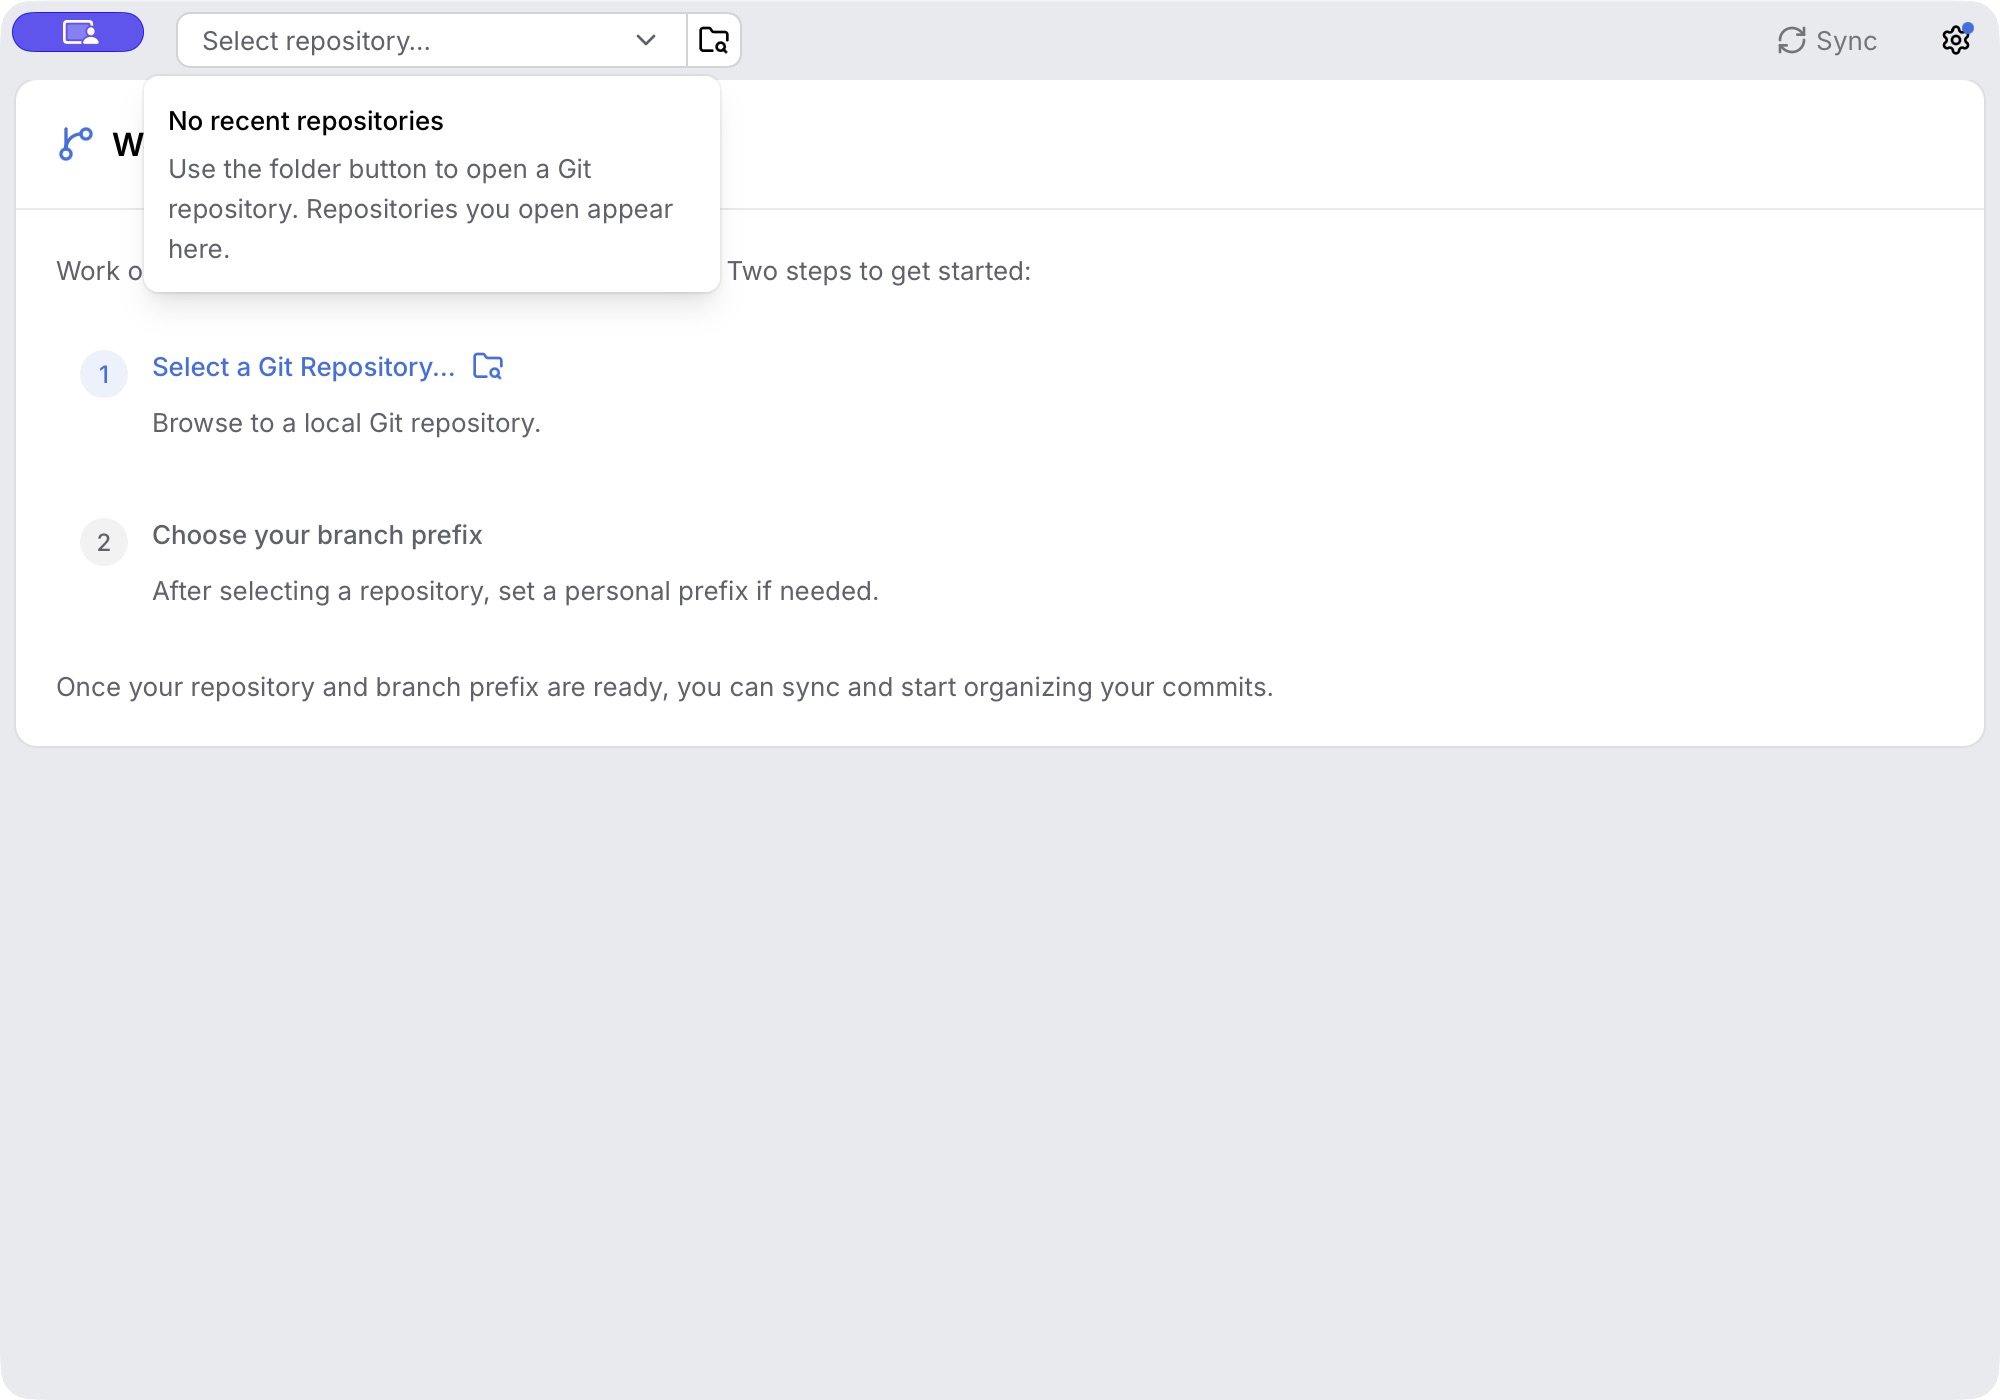 Select repository...
Sync
No recent repositories
Use the folder button to open a Git
repository. Repositories you open appear
here.
W
Work o
Two steps to get started:
1
Select a Git Repository...
Browse to a local Git repository.
2
Choose your branch prefix
After selecting a repository, set a personal prefix if needed.
Once your repository and branch prefix are ready, you can sync and start organizing your commits.